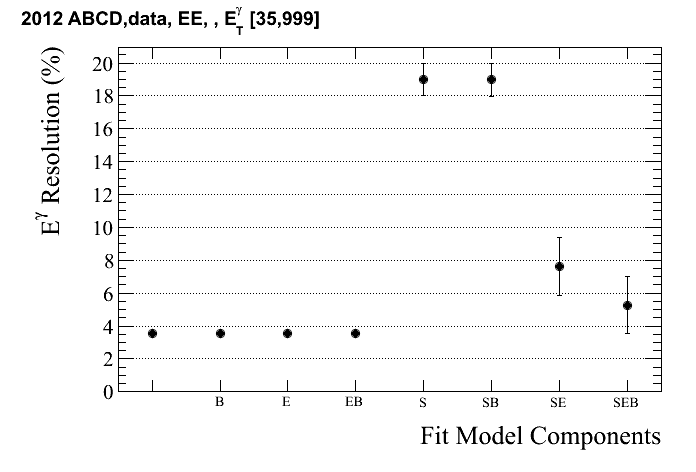 2012 ABCD,data, EE, , E_T^γ [35,999]
E^γ Resolution (%)
20
18
16
14
12
10
8
6
4
2
0
B E EB S SB SE SEB
Fit Model Components